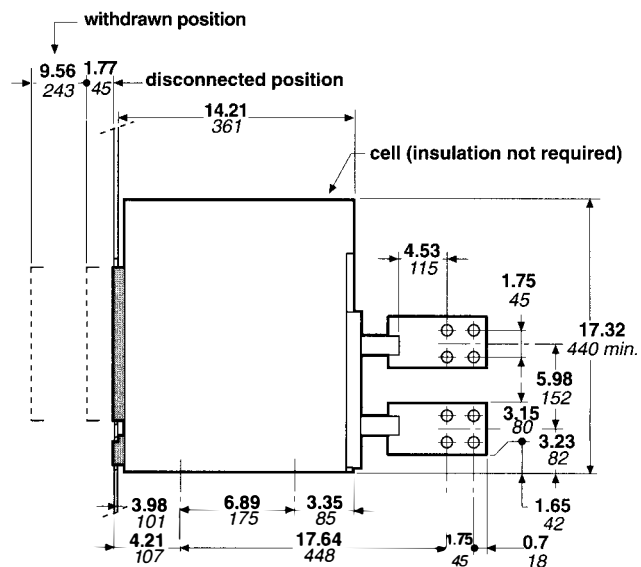 withdrawn position
9.56 1.77
243 45
disconnected position
14.21
361
cell (insulation not required)
4.53
115
1.75
45
17.32
440 min.
5.98
152
3.15
80
3.23
82
3.98 6.89 3.35
101 175 85
1.65
42
4.21 17.64 1.75 0.7
107 448 45 18